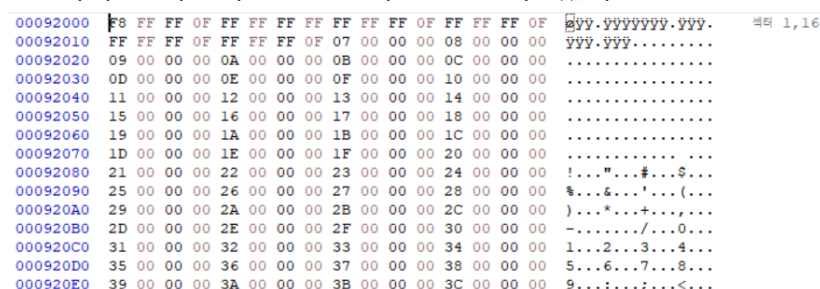 00092000 F8 FF FF 0F FF FF FF FF FF FF FF 0F FF FF FF 0F øÿÿ.ÿÿÿÿÿÿÿ.ÿÿÿ. 섹터 1,16
00092010 FF FF FF 0F FF FF FF 0F 07 00 00 00 08 00 00 00 ÿÿÿ.ÿÿÿ.........
00092020 09 00 00 00 0A 00 00 00 0B 00 00 00 0C 00 00 00 ................
00092030 0D 00 00 00 0E 00 00 00 0F 00 00 00 10 00 00 00 ................
00092040 11 00 00 00 12 00 00 00 13 00 00 00 14 00 00 00 ................
00092050 15 00 00 00 16 00 00 00 17 00 00 00 18 00 00 00 ................
00092060 19 00 00 00 1A 00 00 00 1B 00 00 00 1C 00 00 00 ................
00092070 1D 00 00 00 1E 00 00 00 1F 00 00 00 20 00 00 00 ............ ...
00092080 21 00 00 00 22 00 00 00 23 00 00 00 24 00 00 00 !..."...#...$...
00092090 25 00 00 00 26 00 00 00 27 00 00 00 28 00 00 00 %...&...'...(...
000920A0 29 00 00 00 2A 00 00 00 2B 00 00 00 2C 00 00 00 )...*...+...,...
000920B0 2D 00 00 00 2E 00 00 00 2F 00 00 00 30 00 00 00 -......./...0...
000920C0 31 00 00 00 32 00 00 00 33 00 00 00 34 00 00 00 1...2...3...4...
000920D0 35 00 00 00 36 00 00 00 37 00 00 00 38 00 00 00 5...6...7...8...
000920E0 39 00 00 00 3A 00 00 00 3B 00 00 00 3C 00 00 00 9...:...;...<...